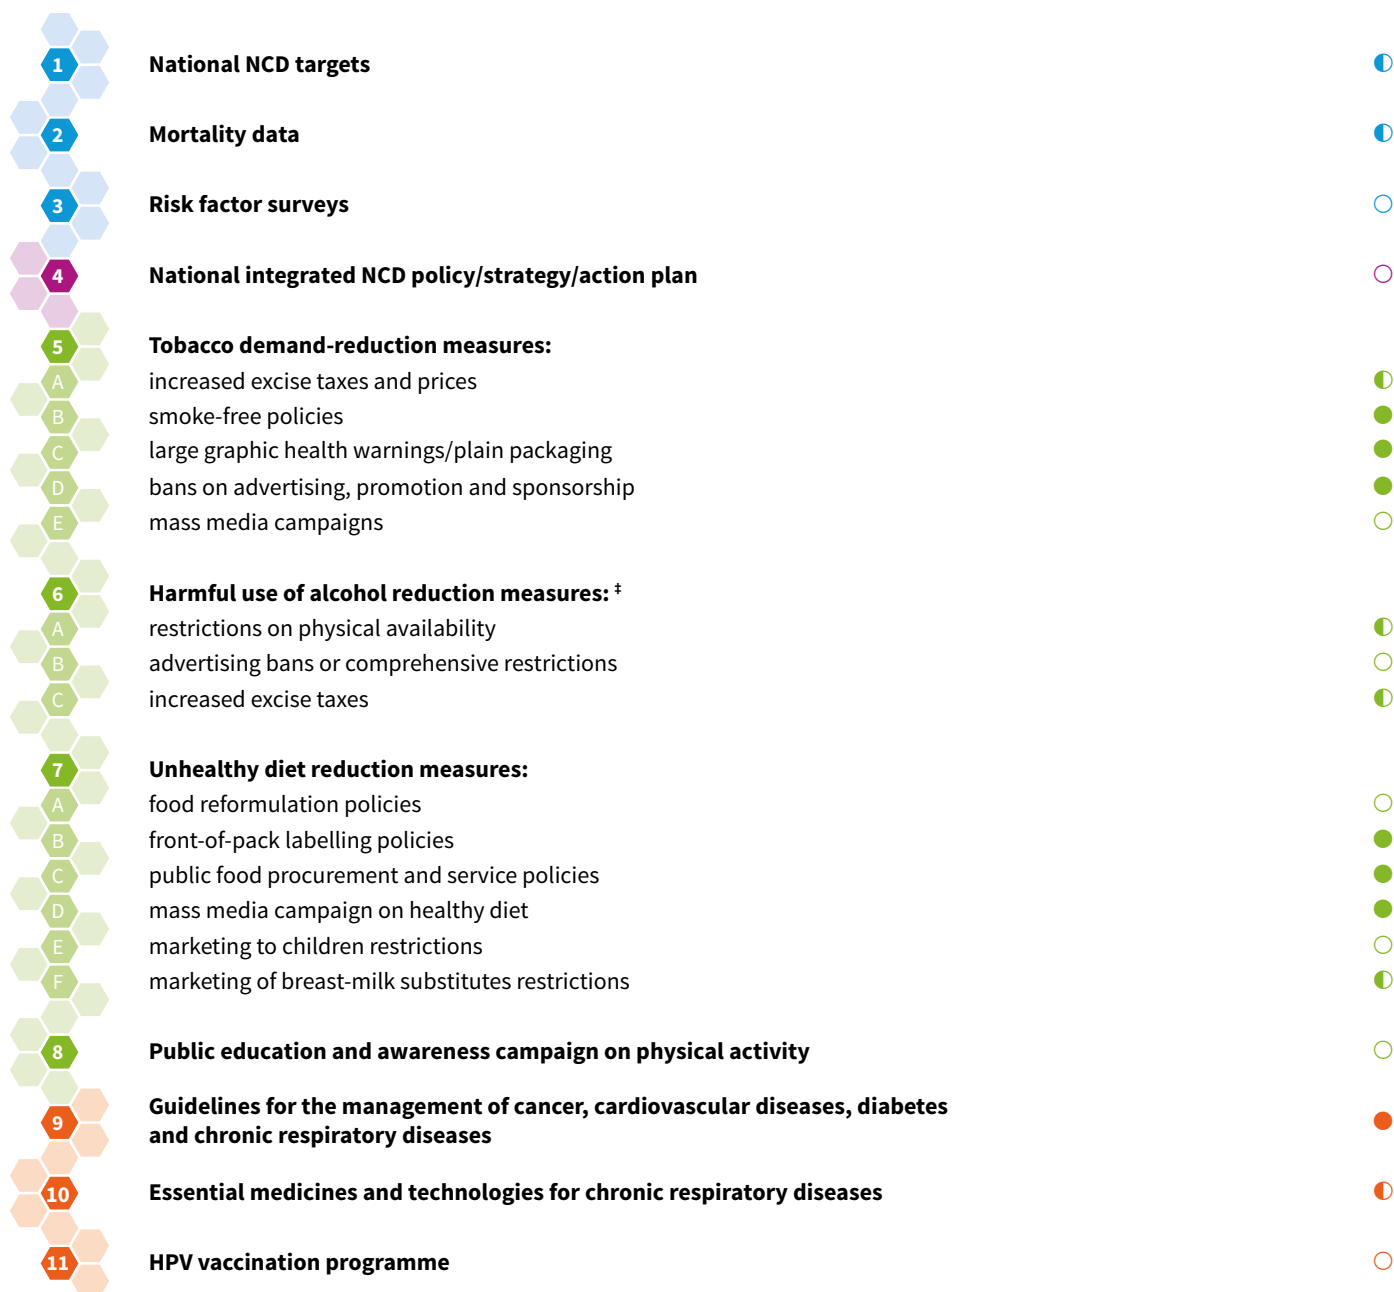 1 National NCD targets
2 Mortality data
3 Risk factor surveys
4 National integrated NCD policy/strategy/action plan
5 Tobacco demand-reduction measures:
A increased excise taxes and prices
B smoke-free policies
C large graphic health warnings/plain packaging
D bans on advertising, promotion and sponsorship
E mass media campaigns
6 Harmful use of alcohol reduction measures: ‡
A restrictions on physical availability
B advertising bans or comprehensive restrictions
C increased excise taxes
7 Unhealthy diet reduction measures:
A food reformulation policies
B front-of-pack labelling policies
C public food procurement and service policies
D mass media campaign on healthy diet
E marketing to children restrictions
F marketing of breast-milk substitutes restrictions
8 Public education and awareness campaign on physical activity
9 Guidelines for the management of cancer, cardiovascular diseases, diabetes
and chronic respiratory diseases
10 Essential medicines and technologies for chronic respiratory diseases
11 HPV vaccination programme